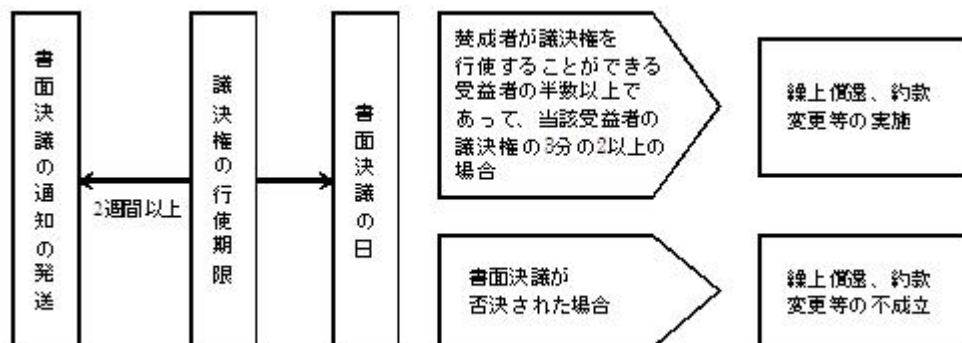 書面決議の通知の発送
2週間以上
議決権の行使期限
書面決議の日
賛成者が議決権を
行使することができる
受益者の半数以上で
あって、当該受益者の
議決権の3分の2以上の
場合
繰上償還、約款
変更等の実施
書面決議が
否決された場合
繰上償還、約款
変更等の不成立